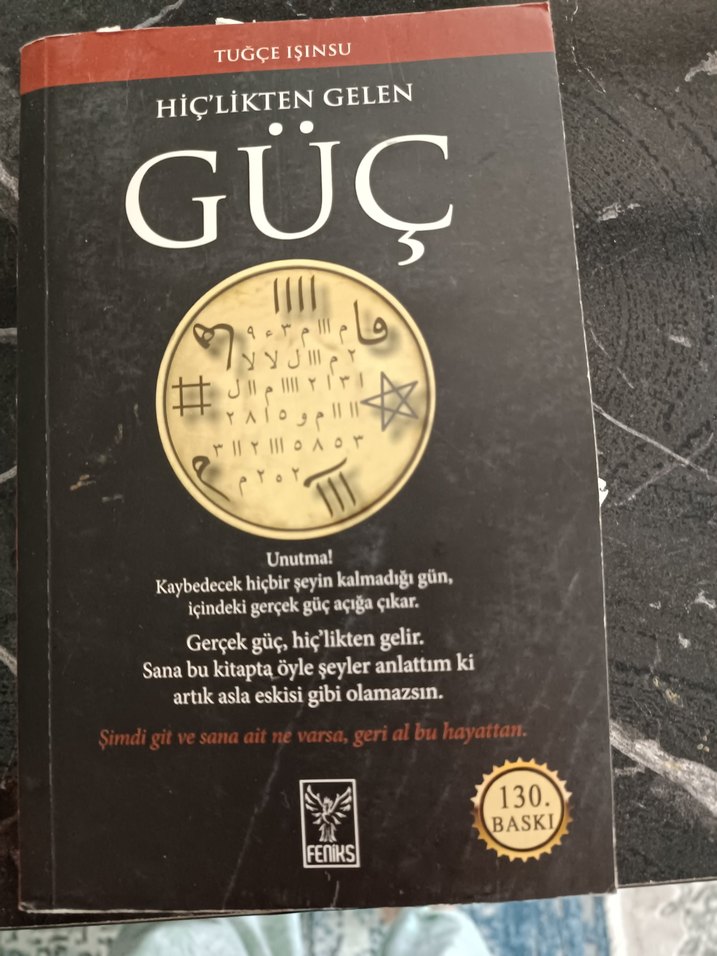 TUĞÇE IŞINSU
HİÇ'LİKTEN GELEN
GÜÇ
Unutma!
Kaybedecek hiçbir şeyin kalmadığı gün,
içindeki gerçek güç açığa çıkar.
Gerçek güç, hiç'likten gelir.
Sana bu kitapta öyle şeyler anlattım ki
artık asla eskisi gibi olamazsın.
Şimdi git ve sana ait ne varsa, geri al bu hayattan.
FENİKS
130.
BASKI